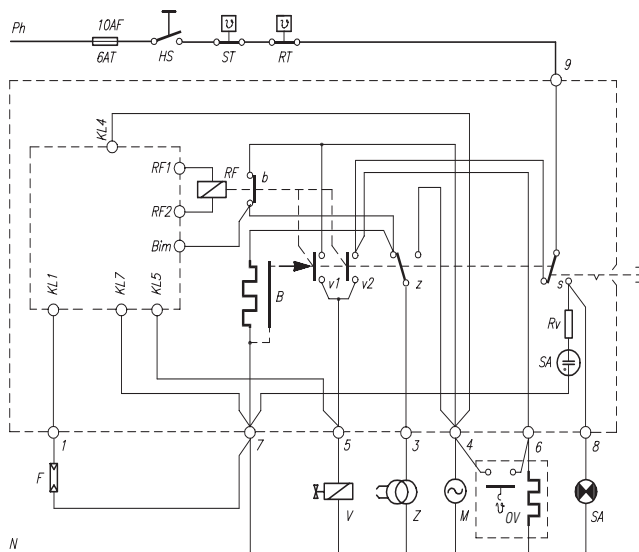 Ph
10AF
6AT
HS
ST
RT
9
KL4
RF1
RF
b
RF2
Bim
KL1
KL7
KL5
B
v1
v2
z
s
Rv
SA
1
7
5
3
4
6
8
F
V
Z
M
OV
SA
N